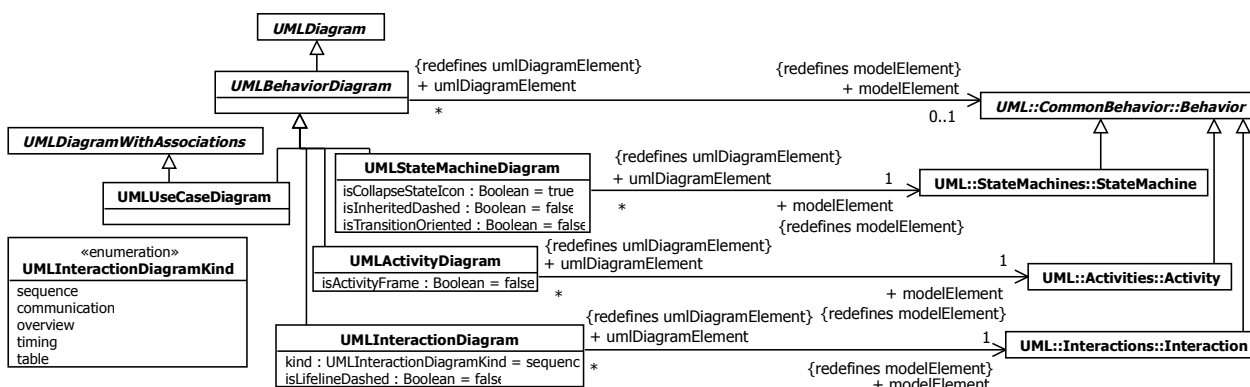 UMLDiagram
{redefines umlDiagramElement}
+ umlDiagramElement
*
{redefines modelElement}
+ modelElement
0..1
UMLBehaviorDiagram
UML::CommonBehavior::Behavior
UMLDiagramWithAssociations
UMLUseCaseDiagram
UMLStateMachineDiagram
isCollapseStateIcon : Boolean = true
isInheritedDashed : Boolean = false
isTransitionOriented : Boolean = false
{redefines umlDiagramElement}
+ umlDiagramElement
*
1
+ modelElement
{redefines modelElement}
UML::StateMachines::StateMachine
«enumeration»
UMLInteractionDiagramKind
sequence
communication
overview
timing
table
UMLActivityDiagram
isActivityFrame : Boolean = false
{redefines umlDiagramElement}
+ umlDiagramElement
*
1
+ modelElement
{redefines modelElement}
UML::Activities::Activity
UMLInteractionDiagram
kind : UMLInteractionDiagramKind = sequenc
isLifelineDashed : Boolean = false
{redefines umlDiagramElement}
+ umlDiagramElement
*
1
{redefines modelElement}
+ modelElement
UML::Interactions::Interaction